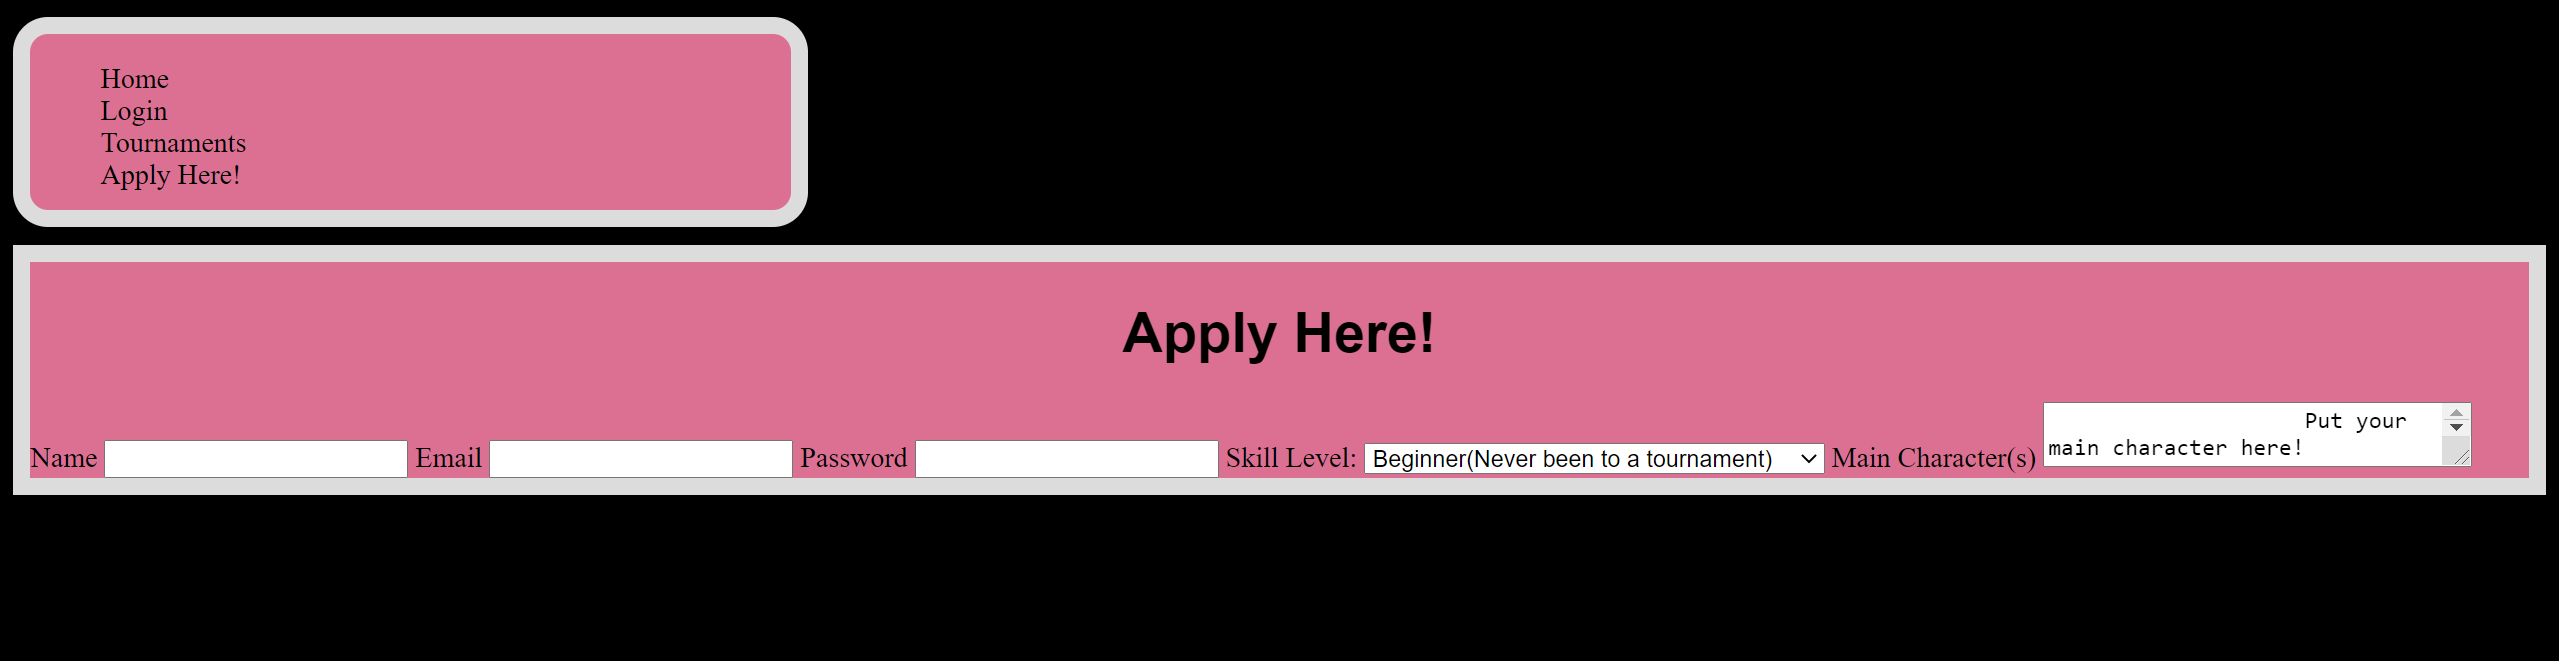 Home
Login
Tournaments
Apply Here!
Apply Here!
Name Email Password Skill Level: Beginner(Never been to a tournament) Main Character(s) Put your
main character here!